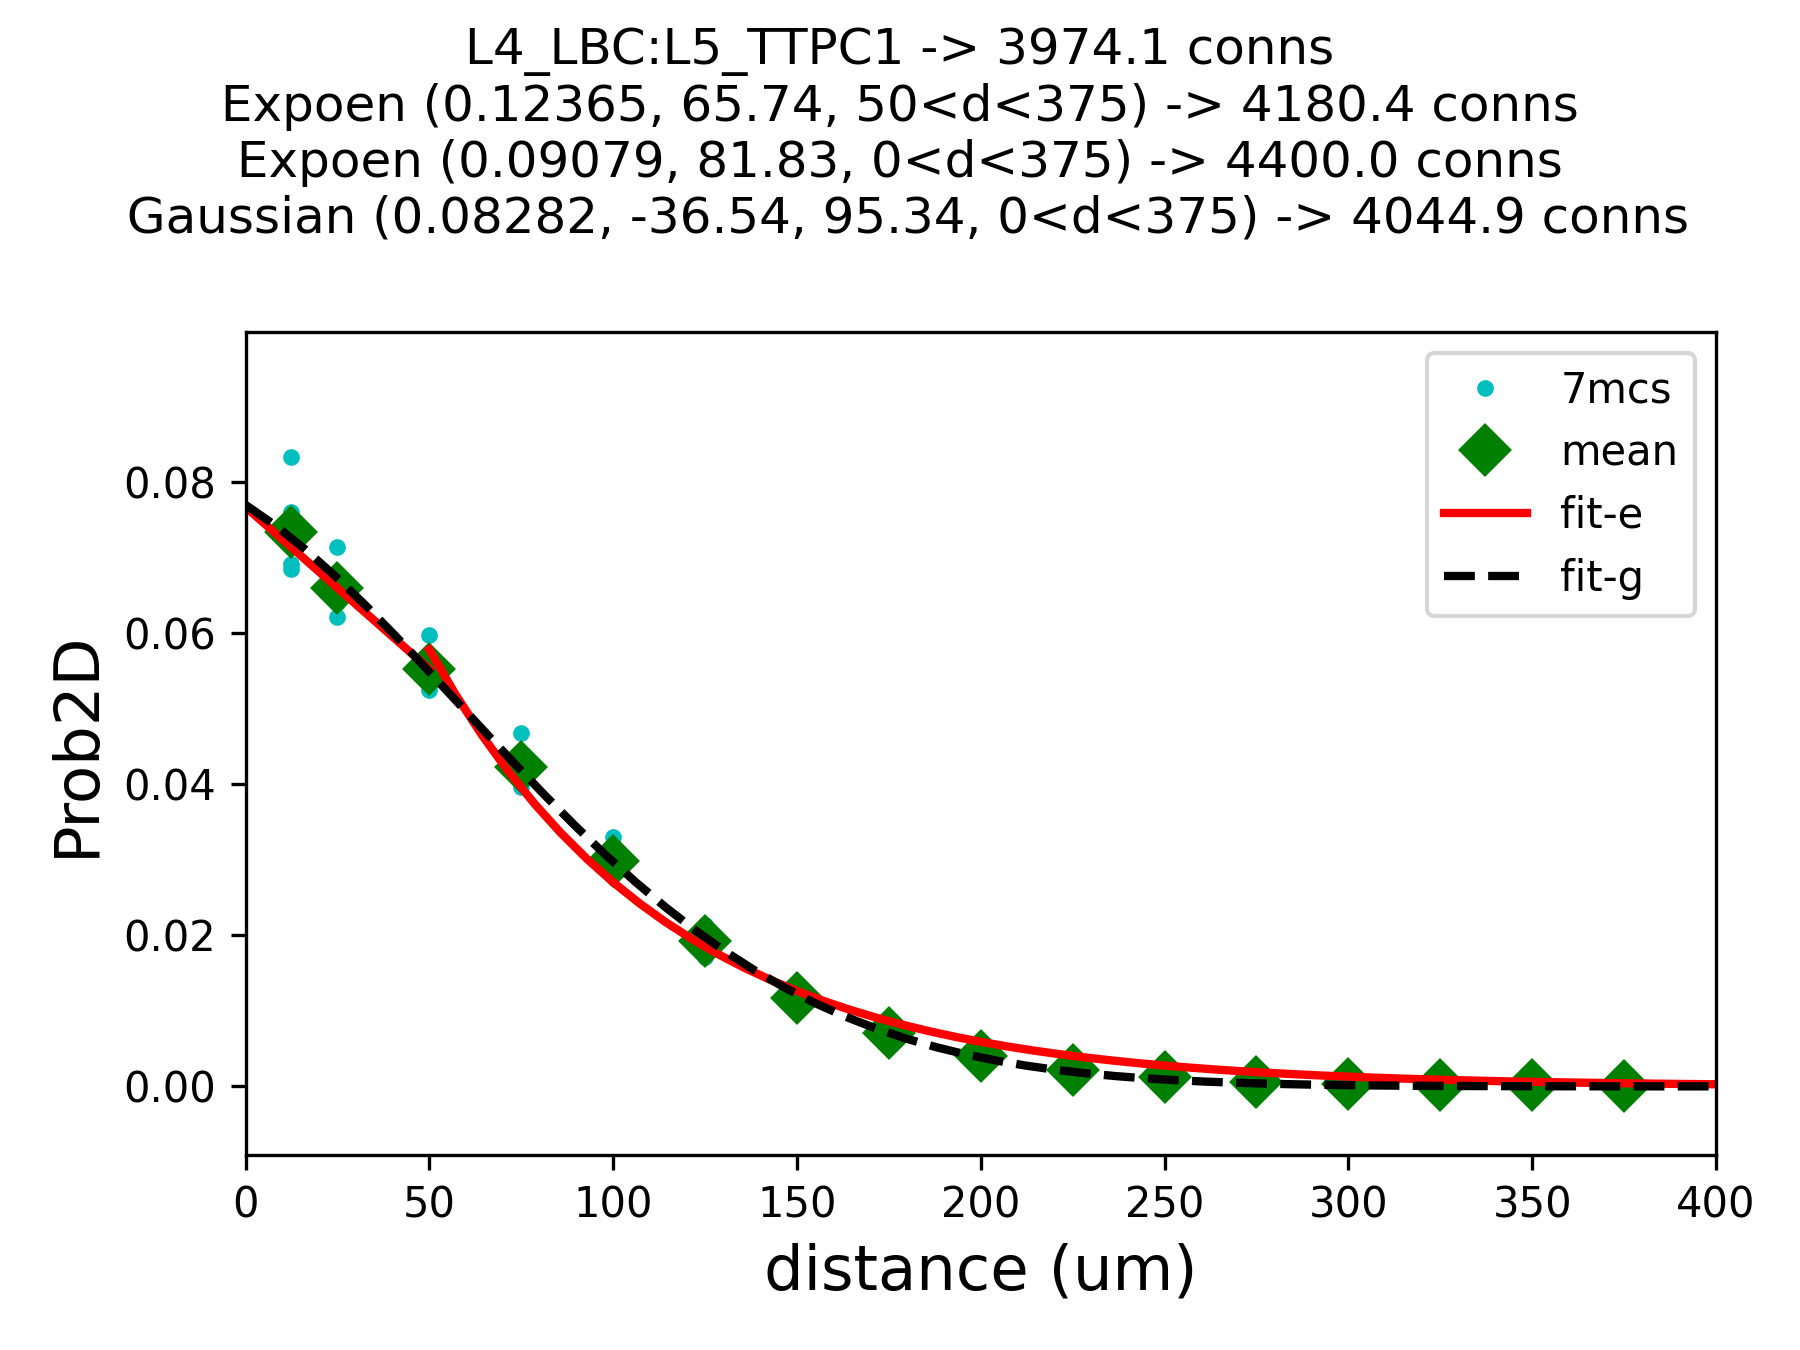 L4_LBC:L5_TTPC1 -> 3974.1 conns
Expoen (0.12365, 65.74, 50<d<375) -> 4180.4 conns
Expoen (0.09079, 81.83, 0<d<375) -> 4400.0 conns
Gaussian (0.08282, -36.54, 95.34, 0<d<375) -> 4044.9 conns
7mcs
mean
fit-e
fit-g
Prob2D
0.08
0.06
0.04
0.02
0.00
0 50 100 150 200 250 300 350 400
distance (um)